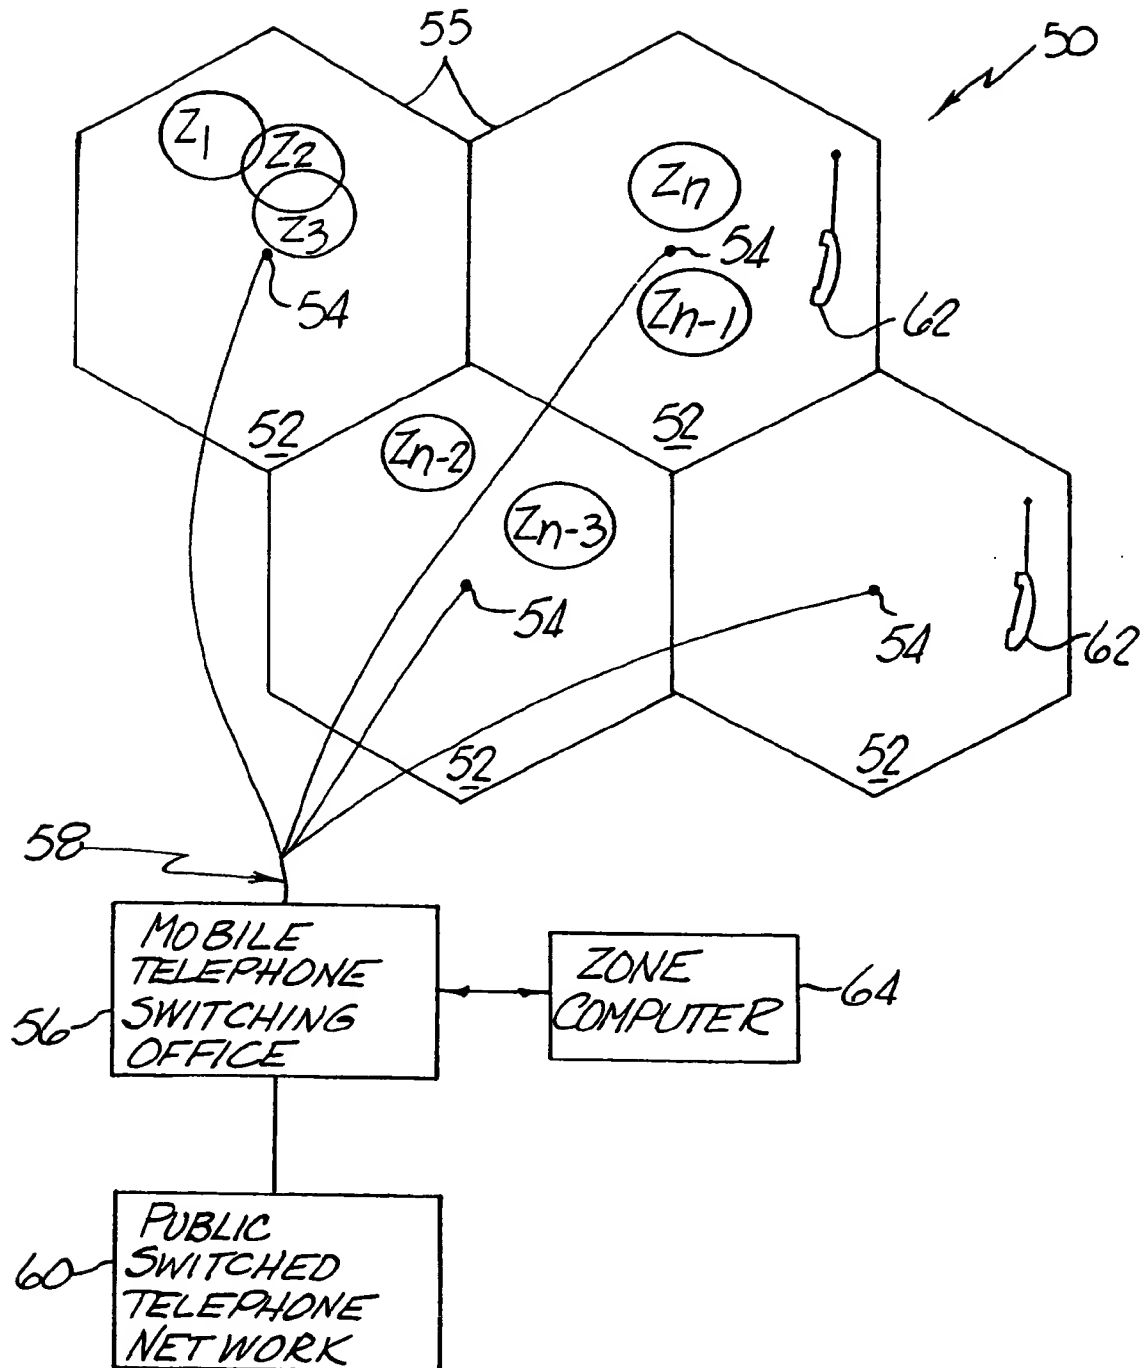 55
50
Z1
Z2
Z3
Zn
54
54
Zn-1
62
52
52
Zn-2
Zn-3
54
54
62
52
52
58
MOBILE
TELEPHONE
SWITCHING
OFFICE
56
ZONE
COMPUTER
64
PUBLIC
SWITCHED
TELEPHONE
NETWORK
60